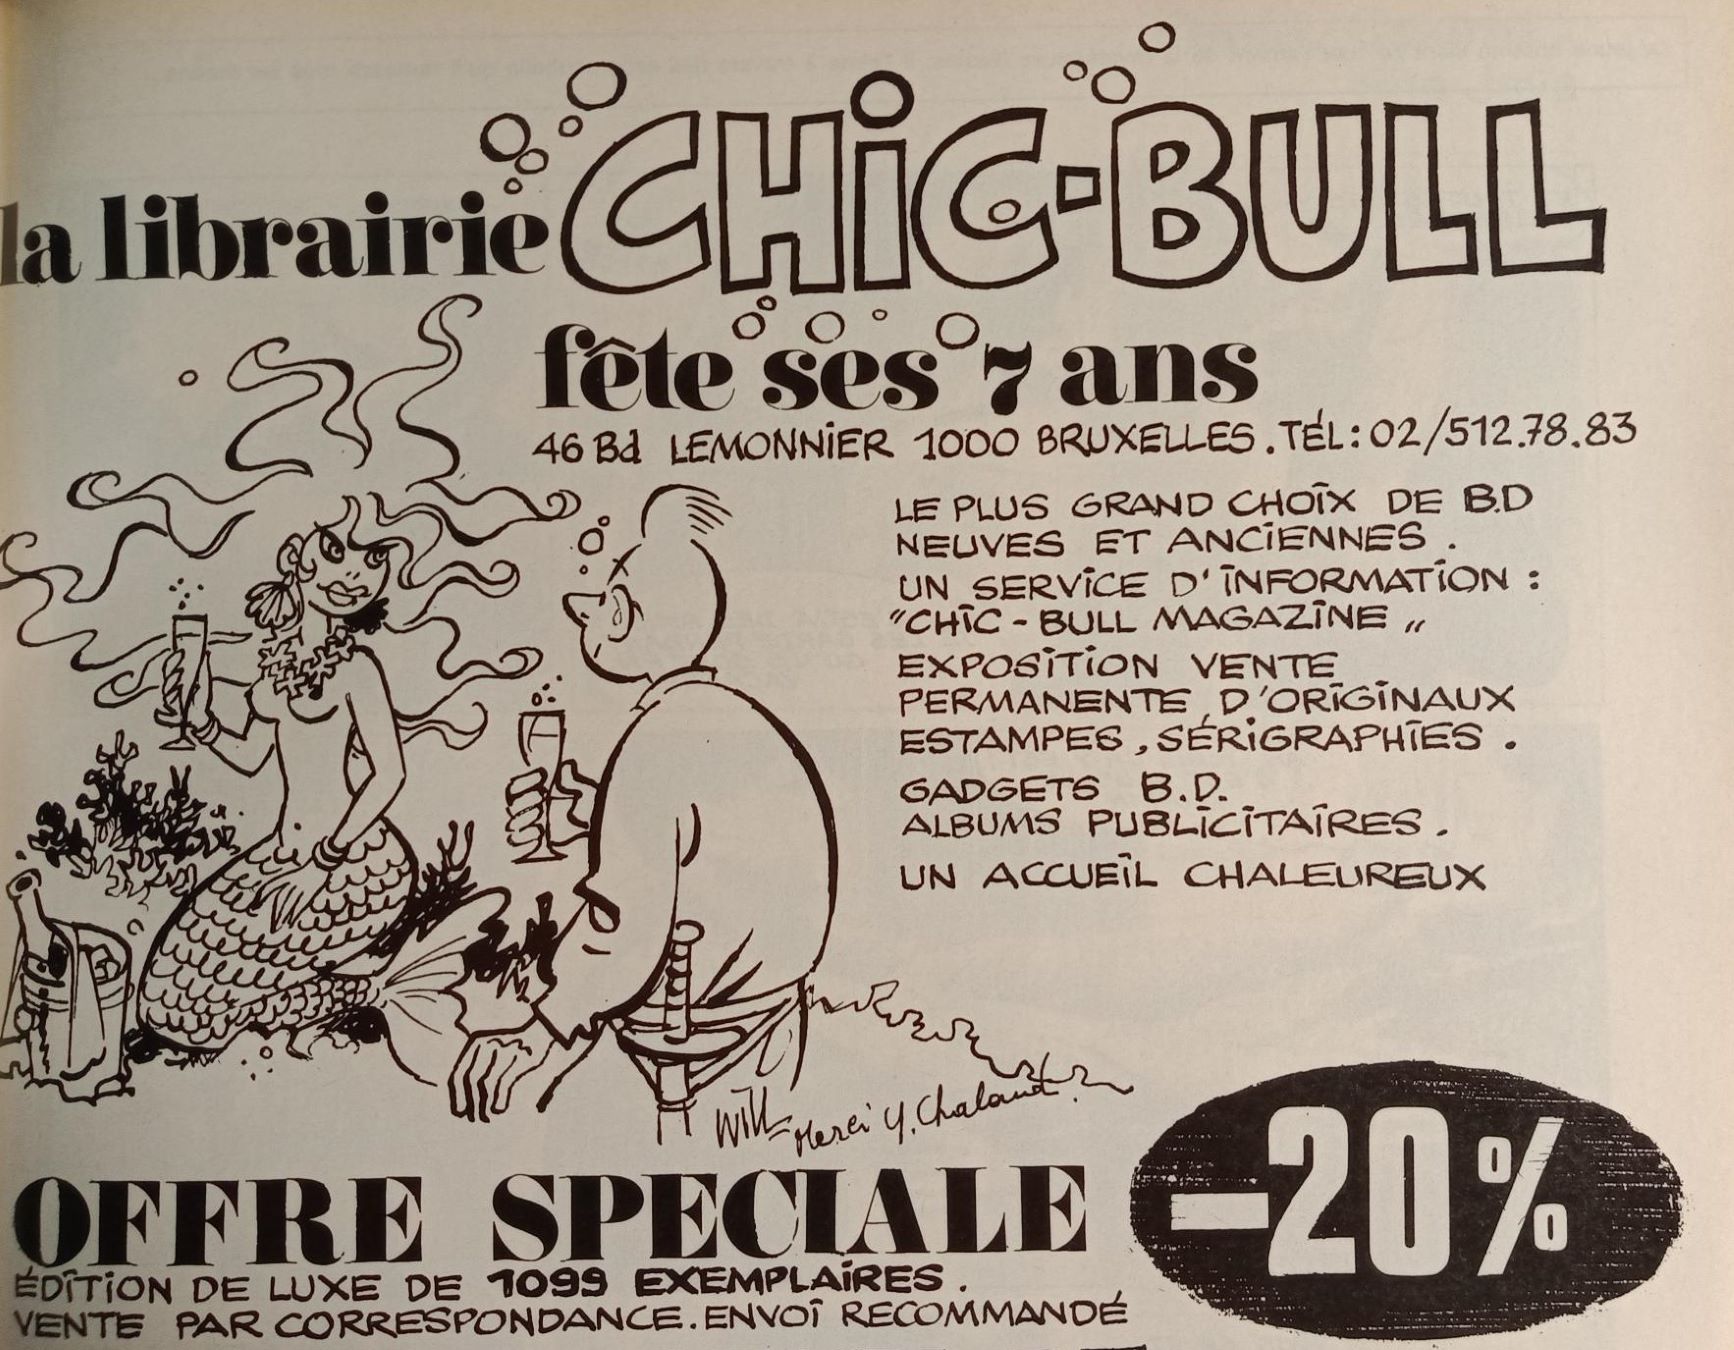 la librairie CHiC-BULL
fête ses 7 ans
46 Bd LEMONNiER 1000 BRUXELLES. TÉL: 02/512.78.83
LE PLUS GRAND CHOIX DE B.D
NEUVES ET ANCIENNES.
UN SERVICE D'INFORMATION:
"CHIC-BULL MAGAZINE"
EXPOSITION VENTE
PERMANENTE D'ORIGINAUX
ESTAMPES, SÉRIGRAPHIES.
GADGETS B.D.
ALBUMS PUBLICITAIRES.
UN ACCUEIL CHALEUREUX
Will
Merci Y. Chaland.
OFFRE SPECIALE
-20%
ÉDITION DE LUXE DE 1099 EXEMPLAIRES.
VENTE PAR CORRESPONDANCE. ENVOI RECOMMANDÉ